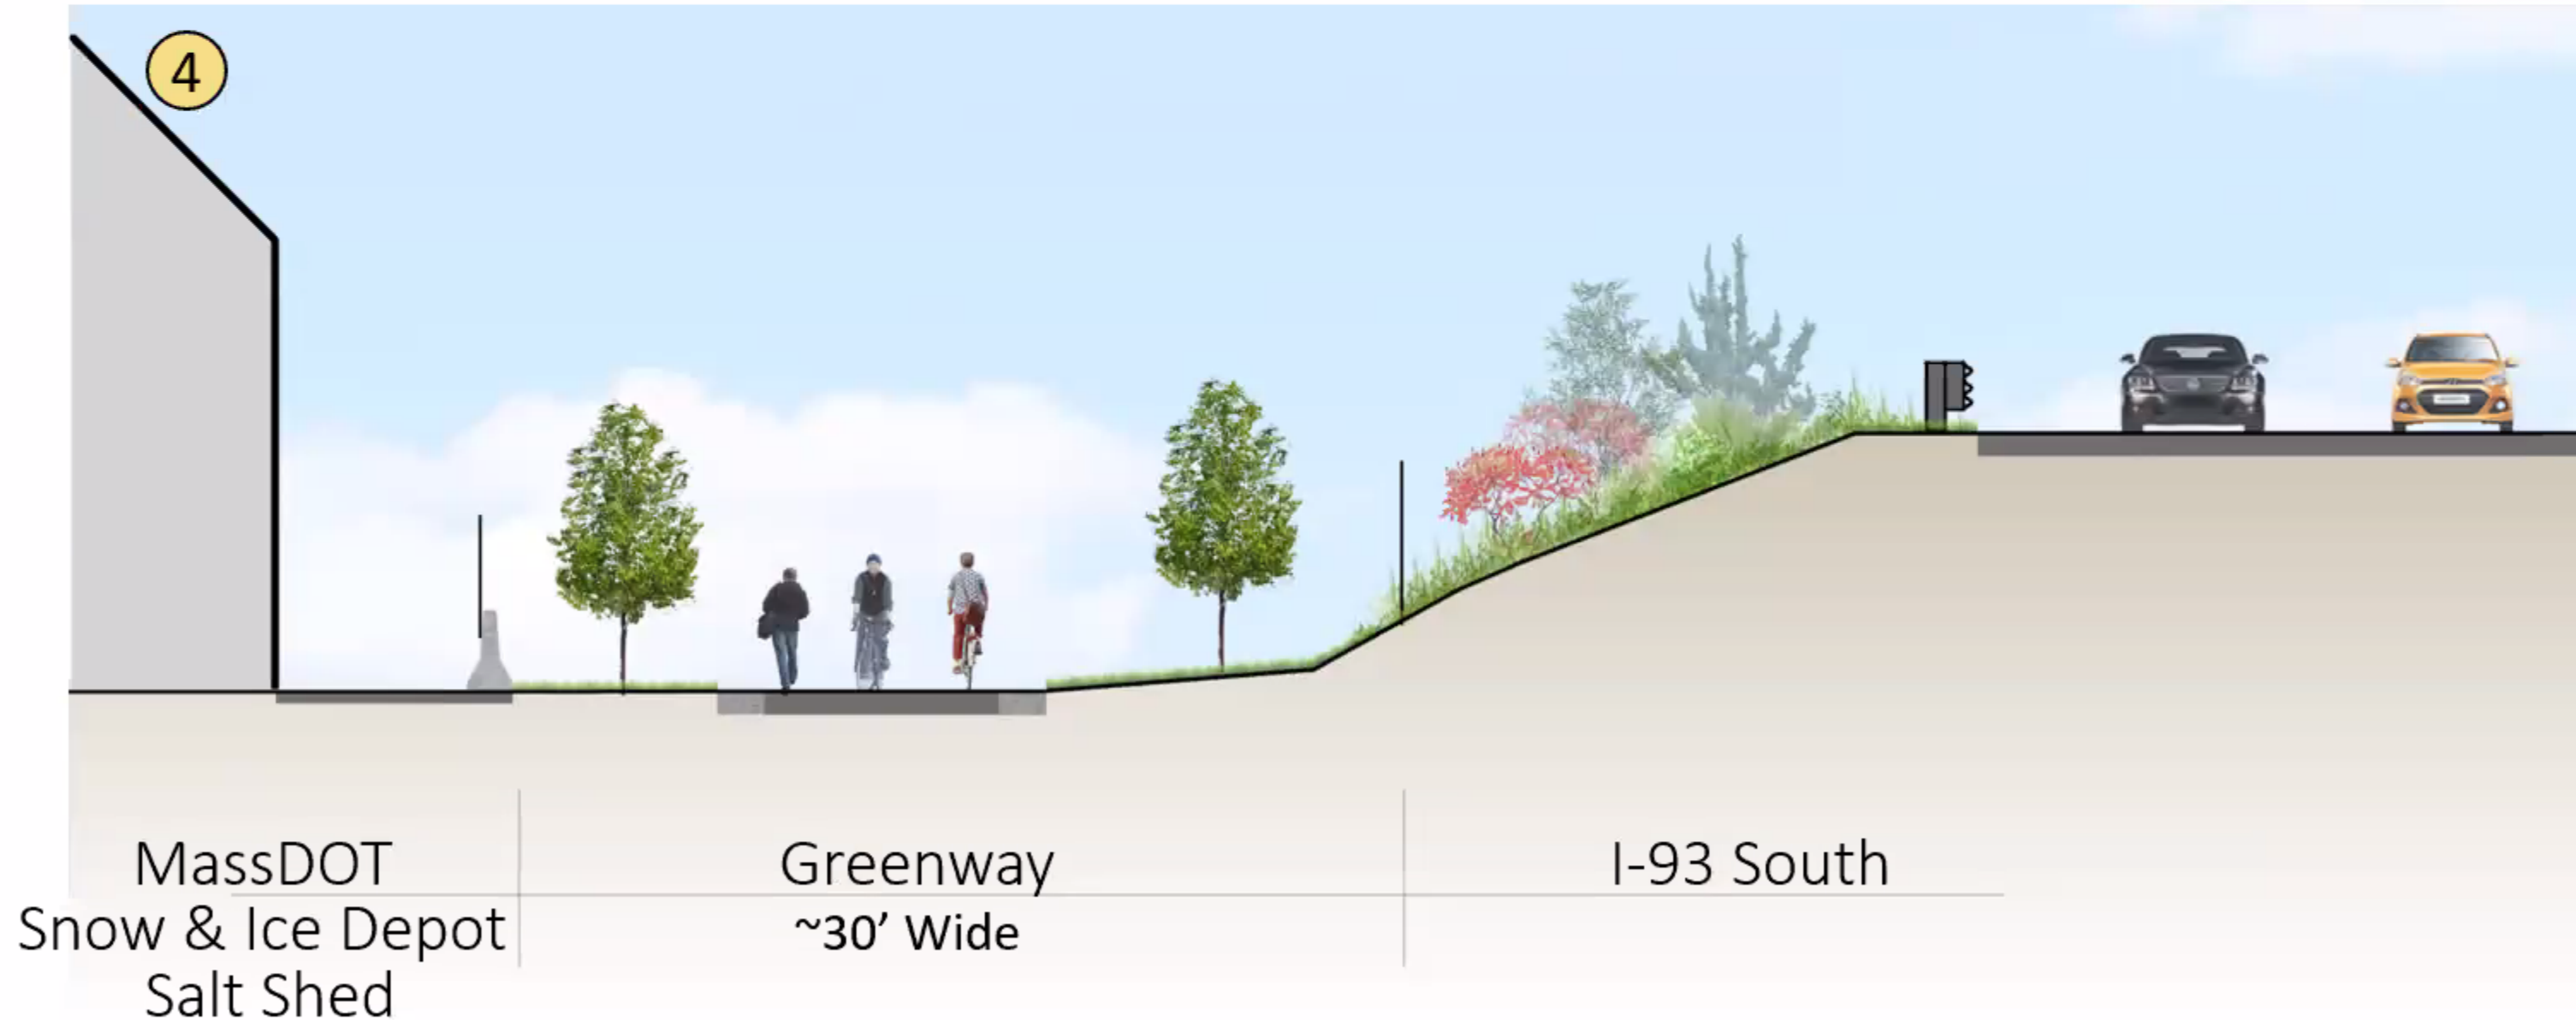 4
MassDOT
Snow & Ice Depot
Salt Shed
Greenway
~30’ Wide
I-93 South